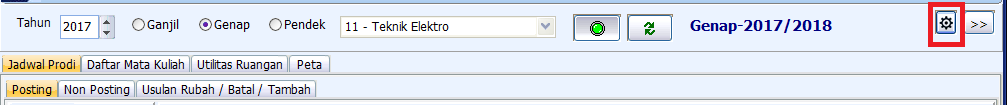 Tahun 2017 Ganjil Genap Pendek 11 - Teknik Elektro Genap-2017/2018 >>
Jadwal Prodi Daftar Mata Kuliah Utilitas Ruangan Peta
Posting Non Posting Usulan Rubah / Batal / Tambah